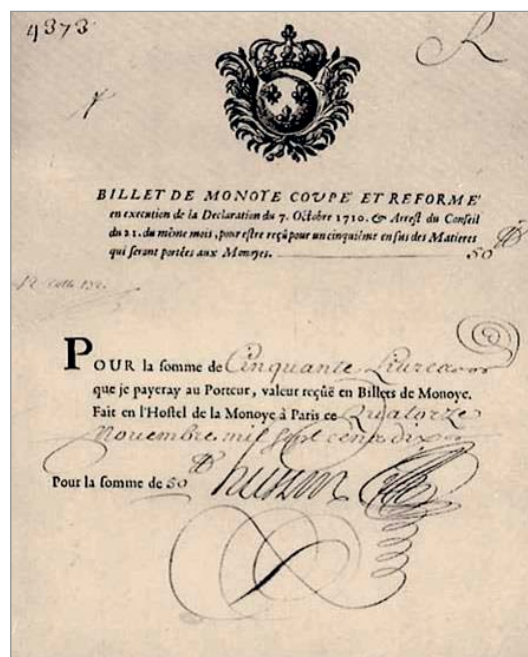 4373
R
BILLET DE MONOYE COUPE ET REFORME'
en execution de la Declaration du 7. Octobre 1710. & Arrest du Conseil
du 21. du même mois, pour estre reçû pour un cinquiéme en sus des Matieres
qui seront portées aux Monoyes. 50 ₶
POUR la somme de Cinquante Livres
que je payeray au Porteur, valeur reçûë en Billets de Monoye.
Fait en l'Hostel de la Monoye à Paris ce Quatorze
Novembre mil sept cens dix
Pour la somme de 50 ₶ husson